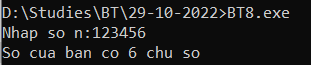 D:\Studies\BT\29-10-2022>BT8.exe
Nhap so n:123456
So cua ban co 6 chu so